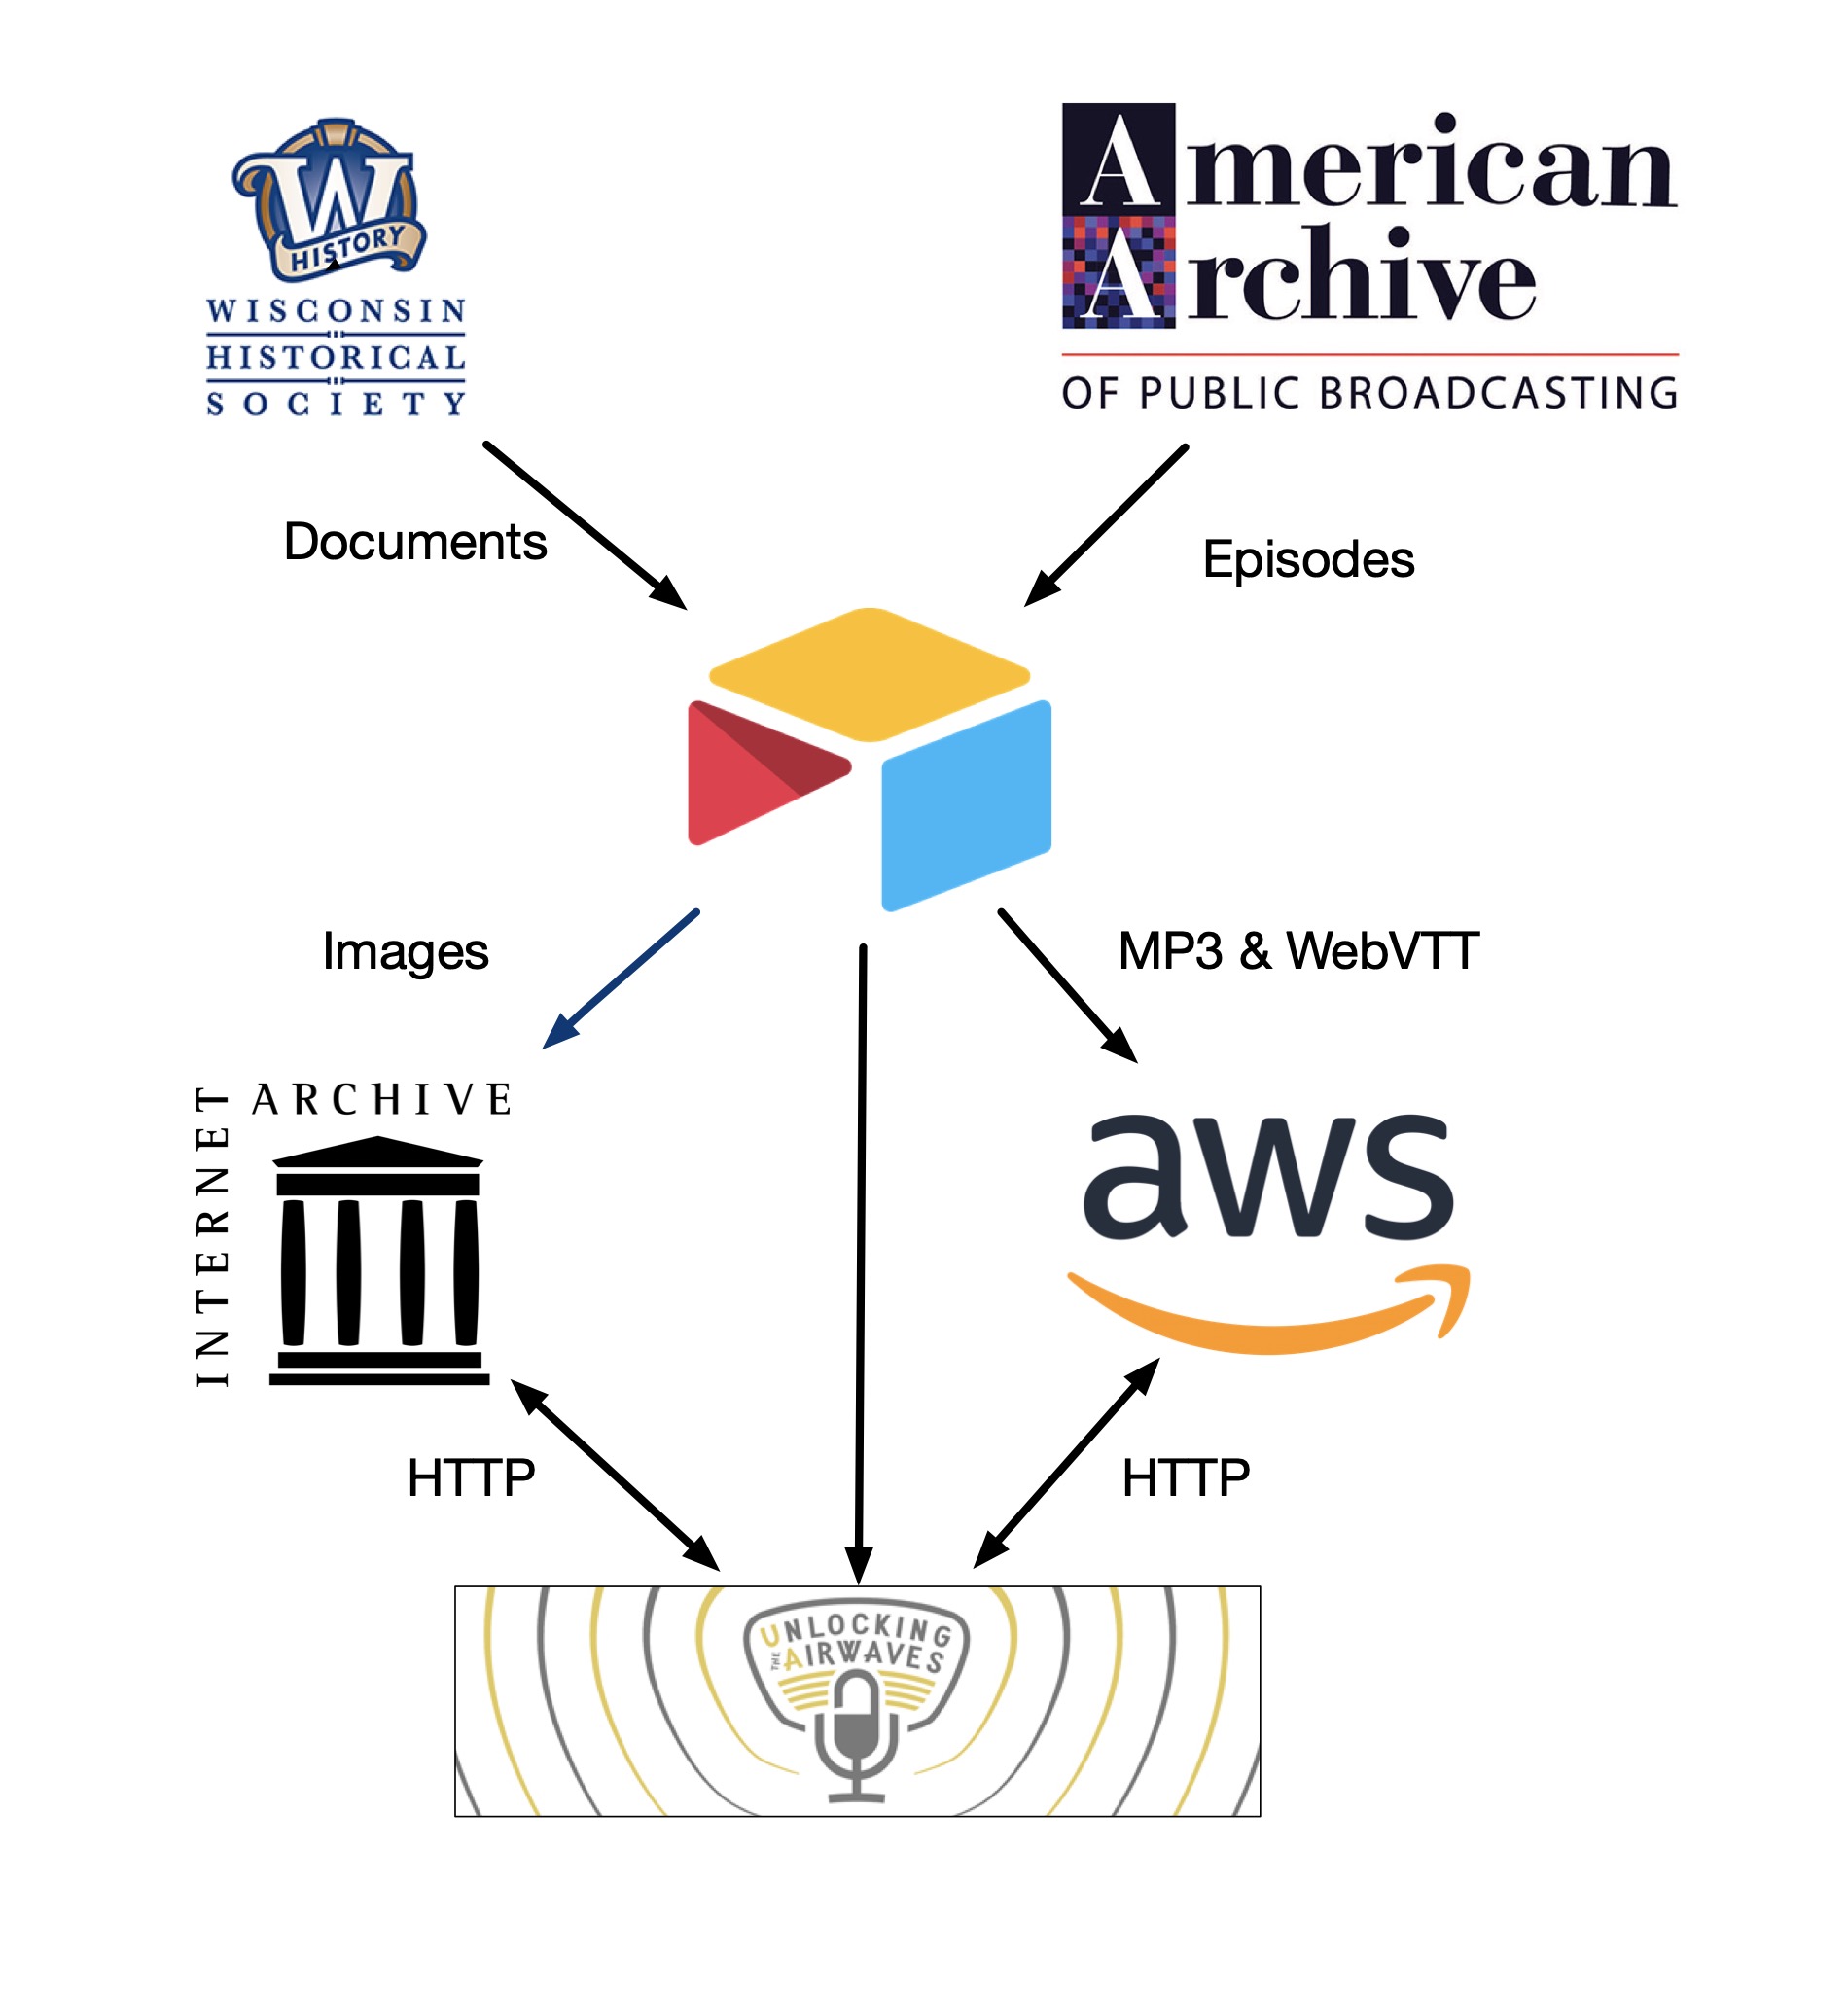 W
HISTORY
WISCONSIN
HISTORICAL
SOCIETY
American
Archive
OF PUBLIC BROADCASTING
Documents
Episodes
Images
MP3 & WebVTT
INTERNET
ARCHIVE
aws
HTTP
HTTP
UNLOCKING
THE AIRWAVES